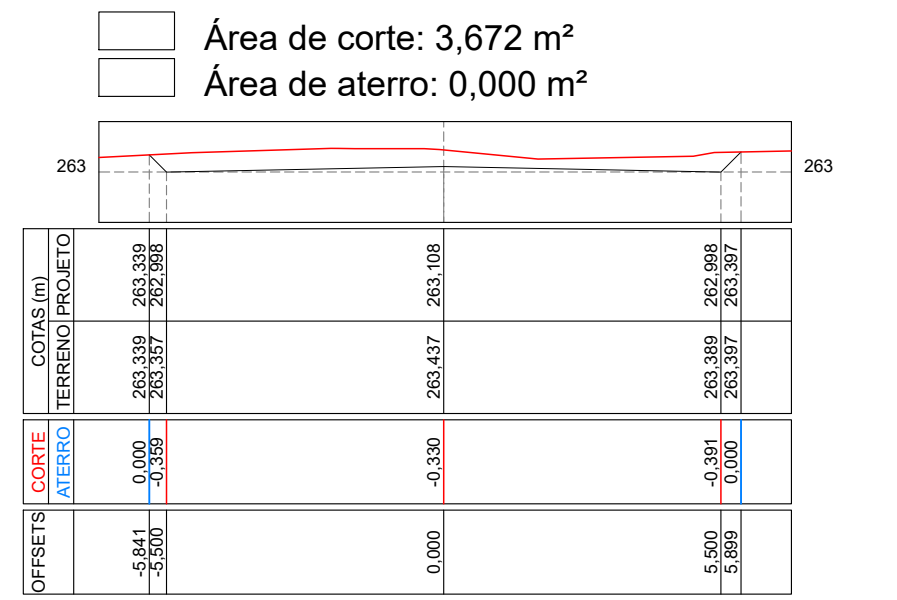 Área de corte: 3,672 m²
Área de aterro: 0,000 m²
263
263
COTAS (m)
PROJETO
263,339
262,998
263,108
262,998
263,397
TERRENO
263,339
263,357
263,437
263,389
263,397
CORTE
ATERRO
0,000
-0,359
-0,330
-0,391
0,000
OFFSETS
-5,841
-5,500
0,000
5,500
5,899